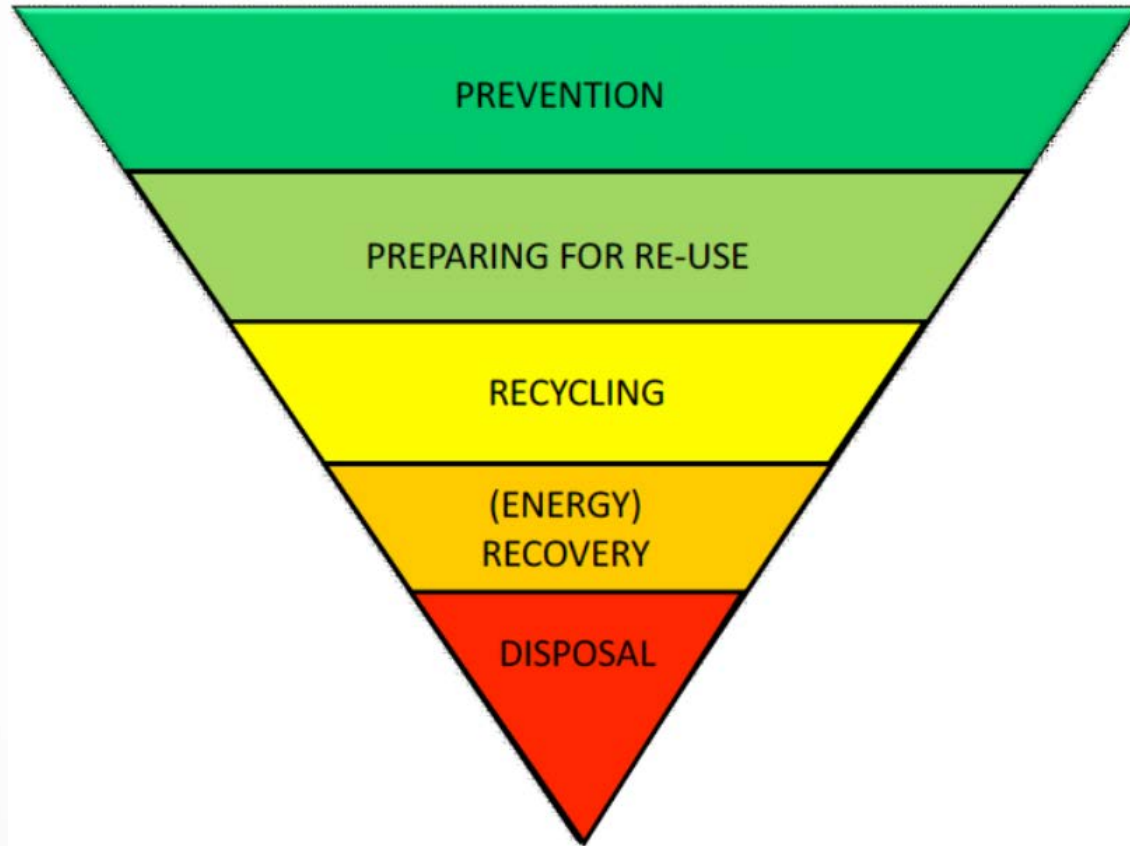 PREVENTION
PREPARING FOR RE-USE
RECYCLING
(ENERGY)
RECOVERY
DISPOSAL